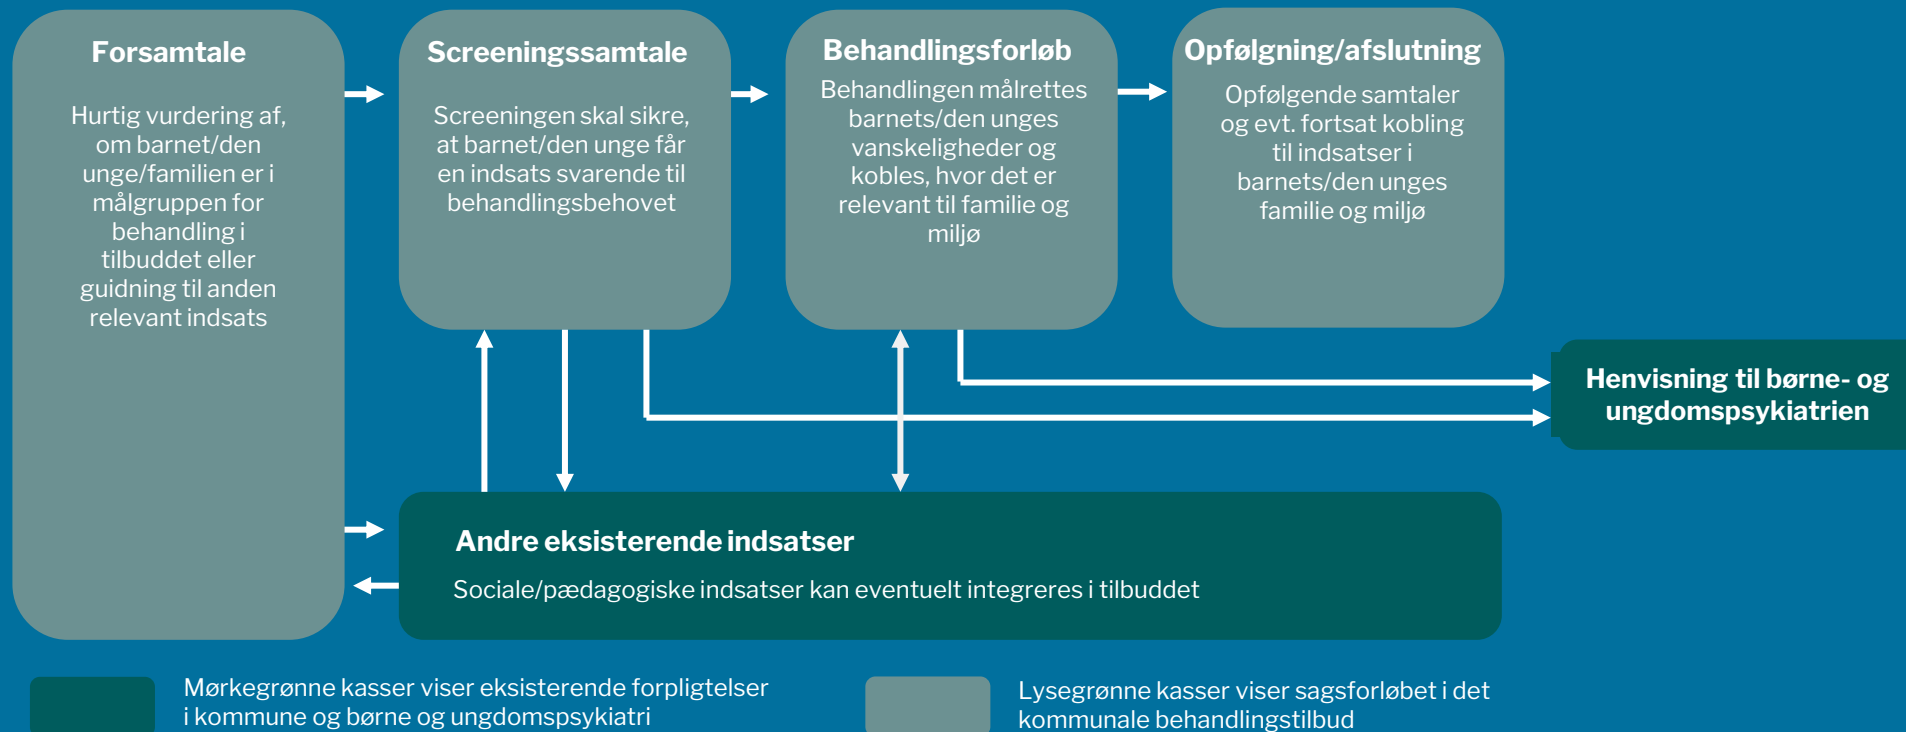 Forsamtale
Hurtig vurdering af,
om barnet/den
unge/familien er i
målgruppen for
behandling i
tilbuddet eller
guidning til anden
relevant indsats
Screeningssamtale
Screeningen skal sikre,
at barnet/den unge får
en indsats svarende til
behandlingsbehovet
Behandlingsforløb
Behandlingen målrettes
barnets/den unges
vanskeligheder og
kobles, hvor det er
relevant til familie og
miljø
Opfølgning/afslutning
Opfølgende samtaler
og evt. fortsat kobling
til indsatser i
barnets/den unges
familie og miljø
Henvisning til børne- og
ungdomspsykiatrien
Andre eksisterende indsatser
Sociale/pædagogiske indsatser kan eventuelt integreres i tilbuddet
Mørkegrønne kasser viser eksisterende forpligtelser
i kommune og børne og ungdomspsykiatri
Lysegrønne kasser viser sagsforløbet i det
kommunale behandlingstilbud